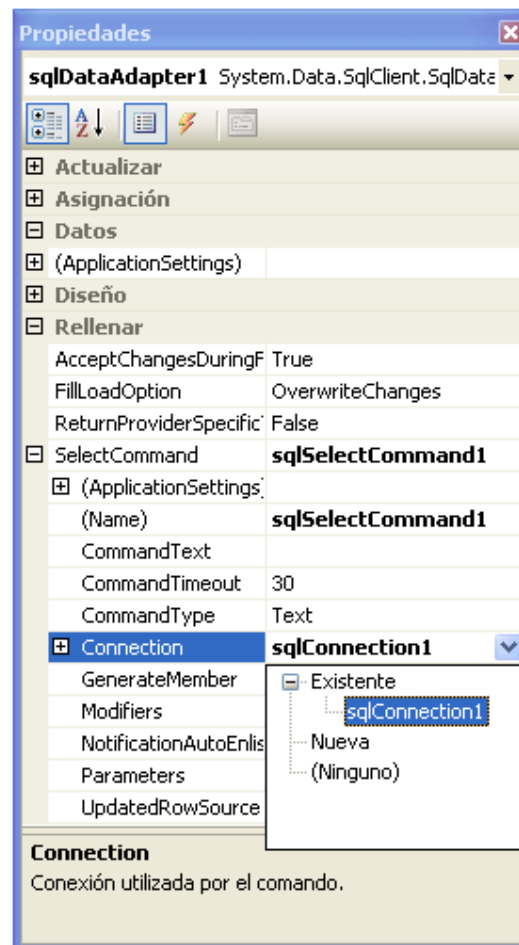 Propiedades
sqlDataAdapter1 System.Data.SqlClient.SqlData
Actualizar
Asignación
Datos
(ApplicationSettings)
Diseño
Rellenar
AcceptChangesDuringF True
FillLoadOption OverwriteChanges
ReturnProviderSpecific False
SelectCommand sqlSelectCommand1
(ApplicationSettings)
(Name) sqlSelectCommand1
CommandText
CommandTimeout 30
CommandType Text
Connection sqlConnection1
GenerateMember Existente
Modifiers sqlConnection1
NotificationAutoEnlis Nueva
Parameters (Ninguno)
UpdatedRowSource
Connection
Conexión utilizada por el comando.